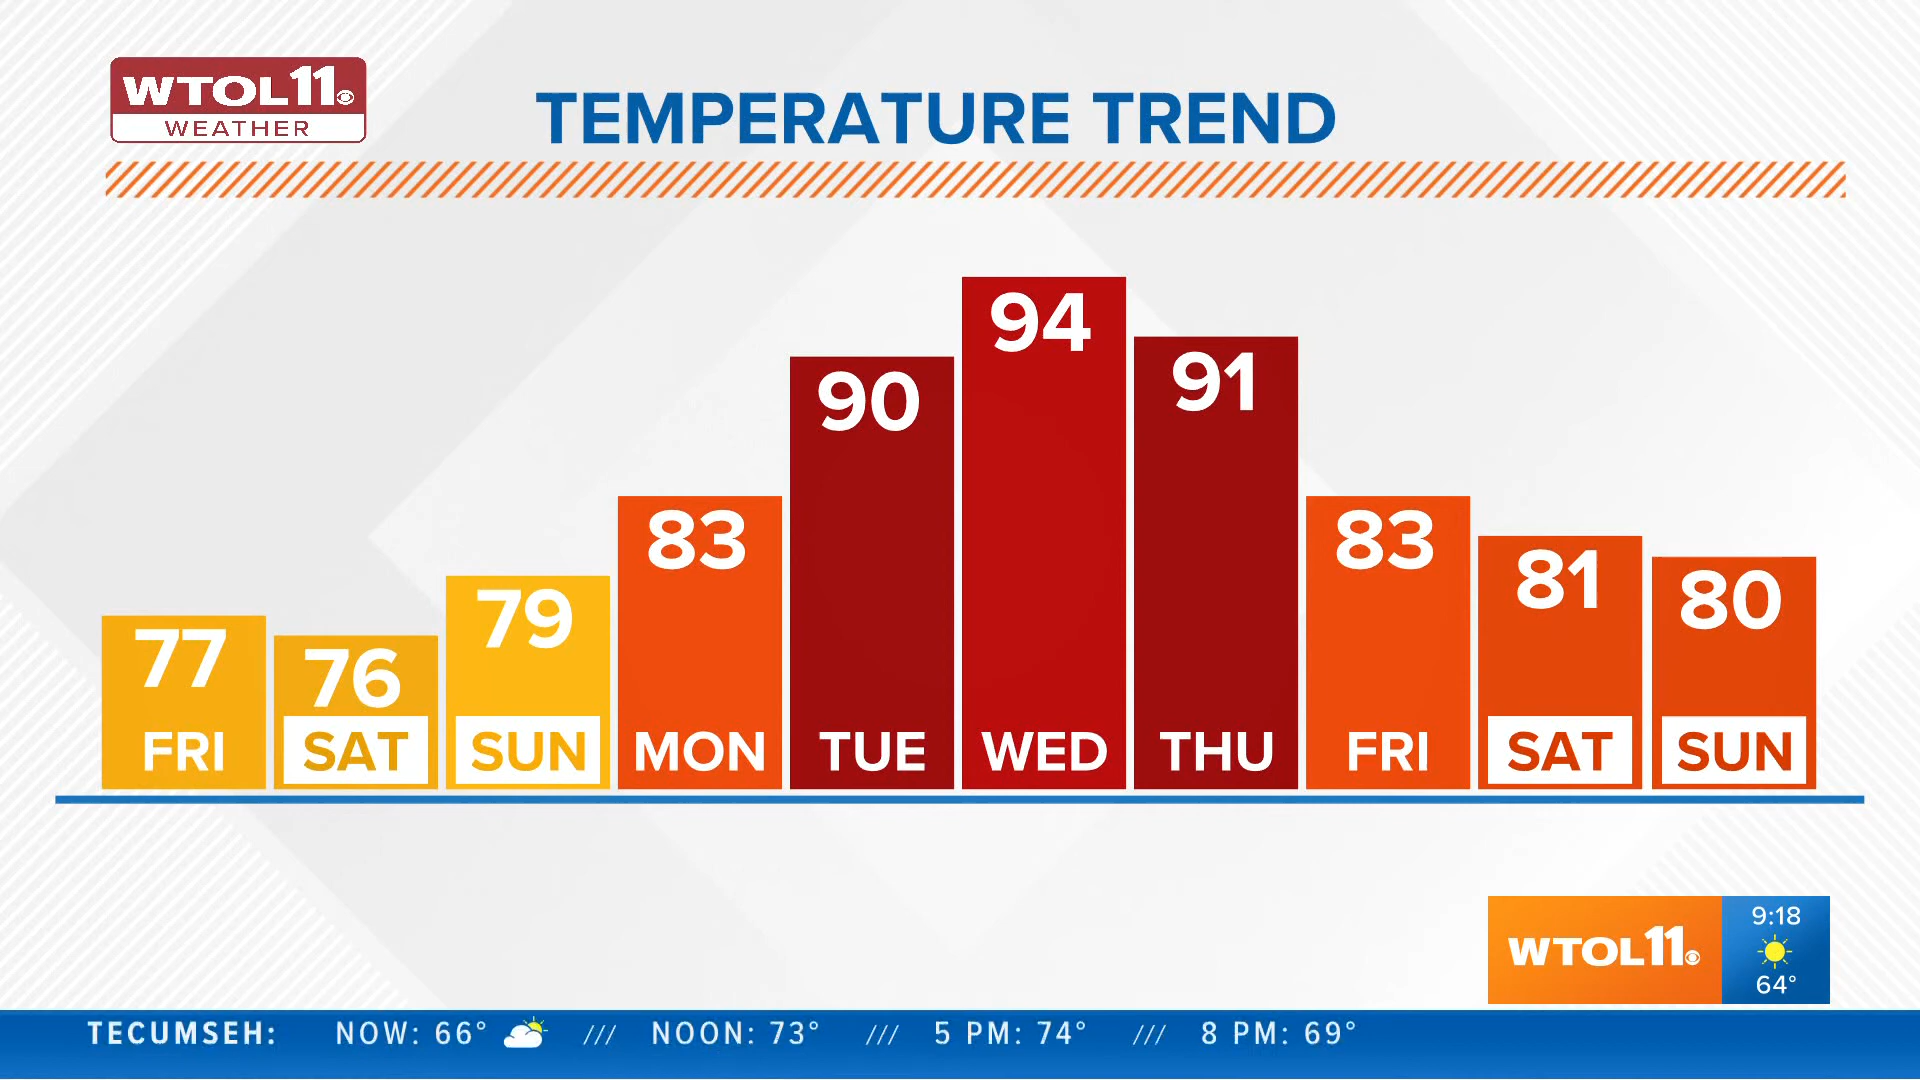 WTOL11
WEATHER
TEMPERATURE TREND
77 76 79 83 90 94 91 83 81 80
FRI SAT SUN MON TUE WED THU FRI SAT SUN
WTOL11
9:18
64°
TECUMSEH: NOW: 66° /// NOON: 73° /// 5 PM: 74° /// 8 PM: 69°